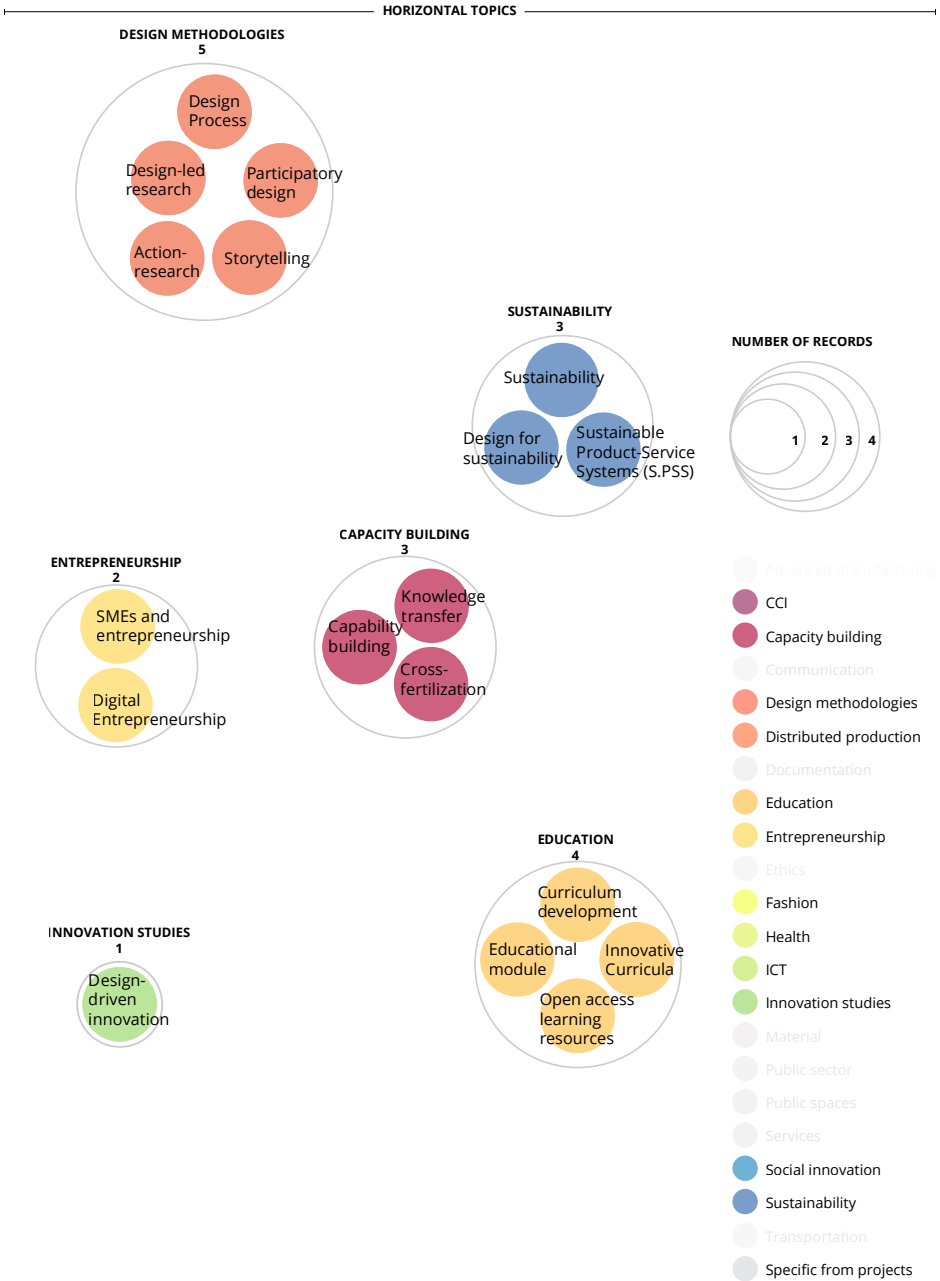 HORIZONTAL TOPICS
DESIGN METHODOLOGIES
5
Design
Process
Design-led
research
Participatory
design
Action-
research
Storytelling
SUSTAINABILITY
3
Sustainability
Design for
sustainability
Sustainable
Product-Service
Systems (S.PSS)
NUMBER OF RECORDS
1
2
3
4
ENTREPRENEURSHIP
2
SMEs and
entrepreneurship
Digital
Entrepreneurship
CAPACITY BUILDING
3
Knowledge
transfer
Capability
building
Cross-
fertilization
INNOVATION STUDIES
1
Design-
driven
innovation
EDUCATION
4
Curriculum
development
Educational
module
Innovative
Curricula
Open access
learning
resources
Advanced manufacturing
CCI
Capacity building
Communication
Design methodologies
Distributed production
Documentation
Education
Entrepreneurship
Ethics
Fashion
Health
ICT
Innovation studies
Material
Public sector
Public spaces
Services
Social innovation
Sustainability
Transportation
Specific from projects